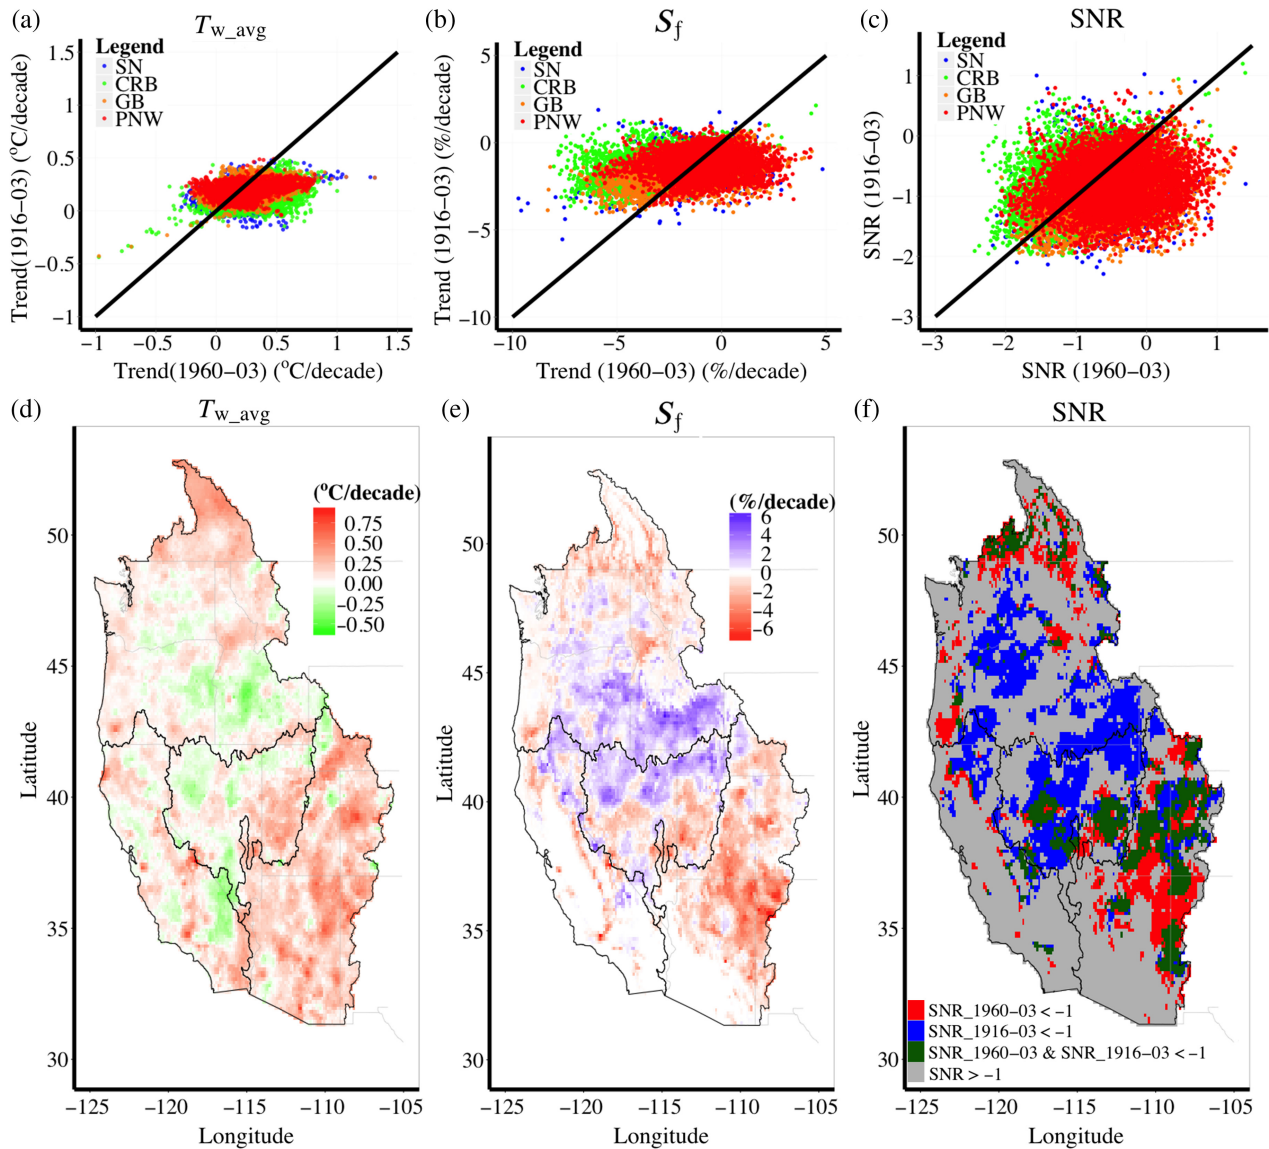 (a) T_w_avg
Legend
SN
CRB
GB
PNW
Trend(1916−03) (°C/decade)
1.5
1
0.5
0
−0.5
−1
−1 −0.5 0 0.5 1 1.5
Trend(1960−03) (°C/decade)
(b) S_f
Legend
SN
CRB
GB
PNW
Trend (1916−03) (%/decade)
5
0
−5
−10
−10 −5 0 5
Trend (1960−03) (%/decade)
(c) SNR
Legend
SN
CRB
GB
PNW
SNR (1916−03)
1
0
−1
−2
−3
−3 −2 −1 0 1
SNR (1960−03)
(d) T_w_avg
(°C/decade)
0.75
0.50
0.25
0.00
−0.25
−0.50
Latitude
50
45
40
35
30
−125 −120 −115 −110 −105
Longitude
(e) S_f
(%/decade)
6
4
2
0
−2
−4
−6
Latitude
50
45
40
35
30
−125 −120 −115 −110 −105
Longitude
(f) SNR
Latitude
50
45
40
35
30
SNR_1960−03 < −1
SNR_1916−03 < −1
SNR_1960−03 & SNR_1916−03 < −1
SNR > −1
−125 −120 −115 −110 −105
Longitude